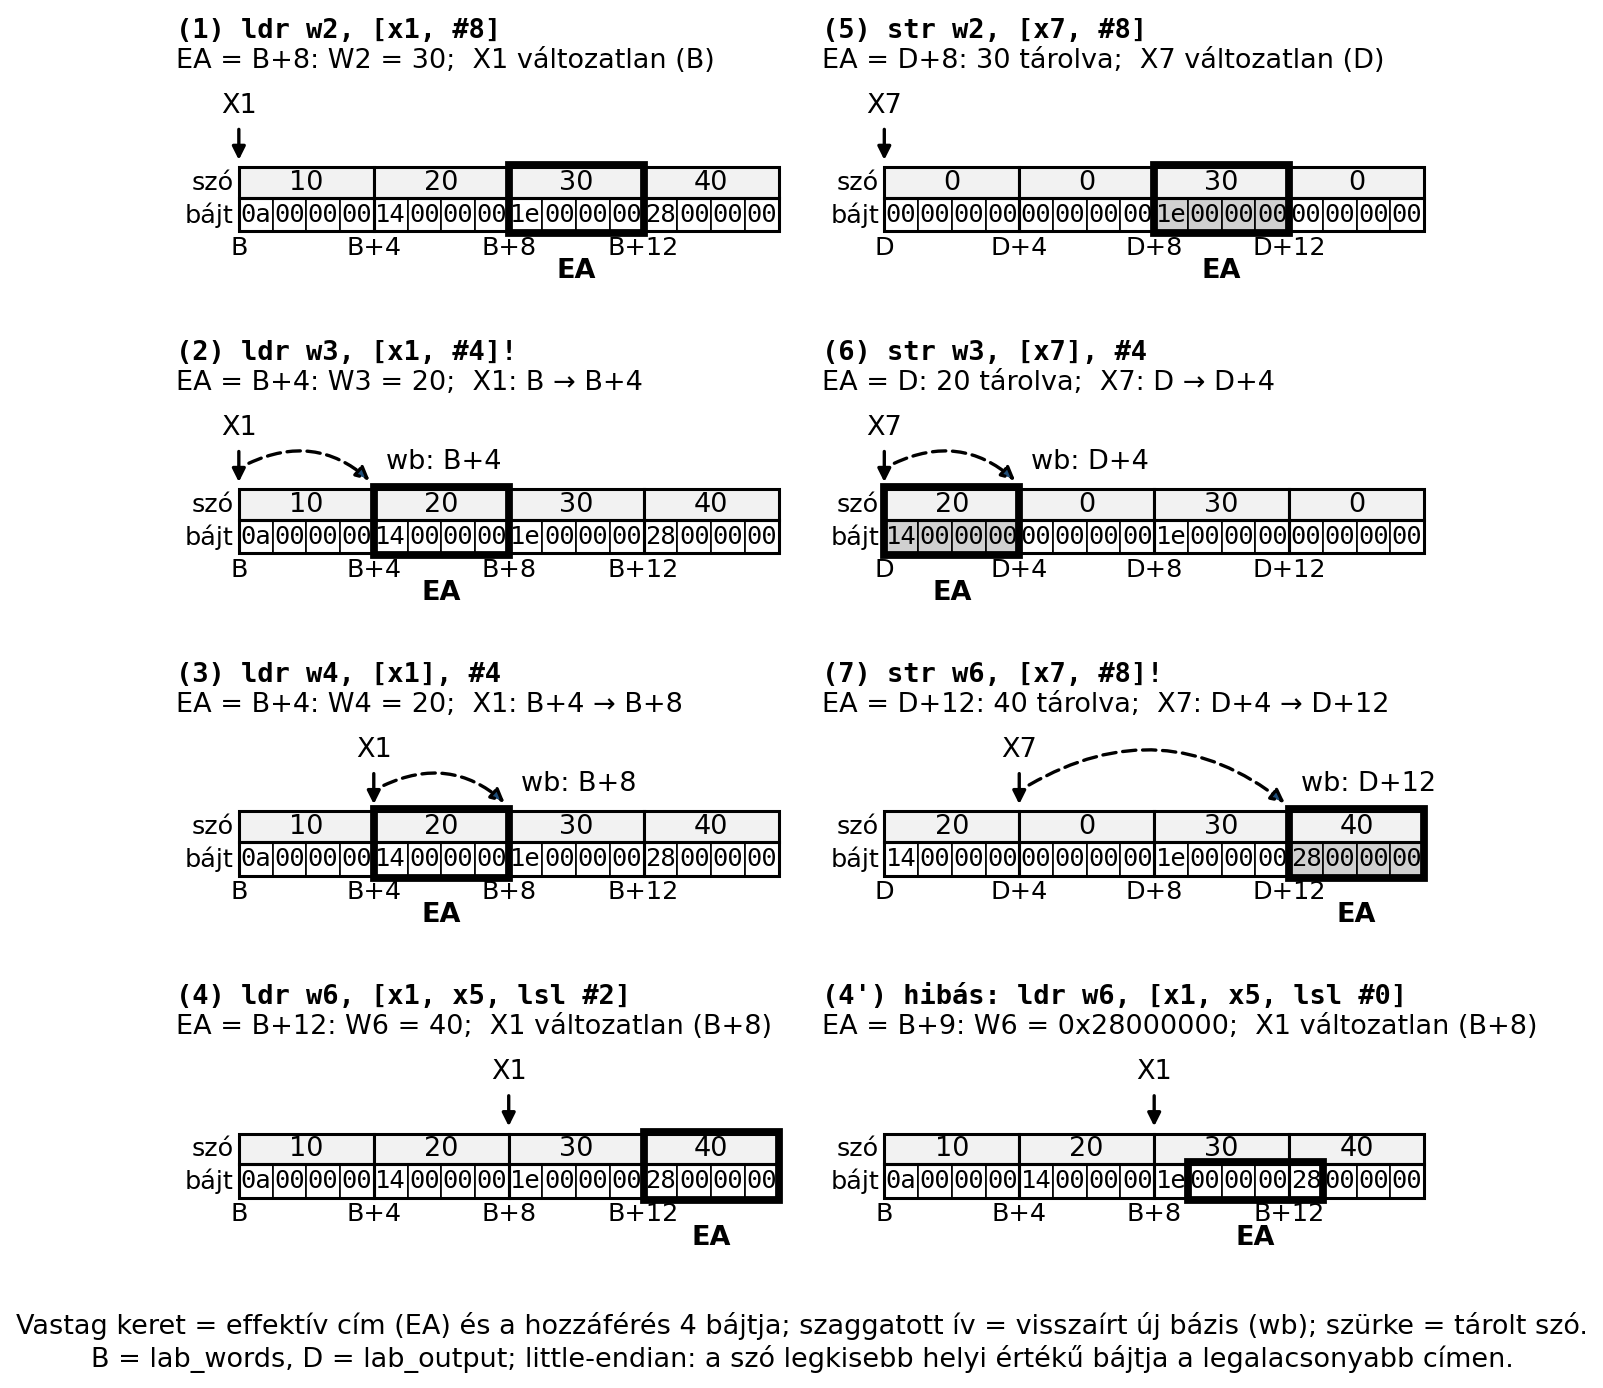 (1) ldr w2, [x1, #8]
EA = B+8: W2 = 30;  X1 változatlan (B)
X1
szó 10 20 30 40
bájt 0a 00 00 00 14 00 00 00 1e 00 00 00 28 00 00 00
B B+4 B+8 B+12
EA
(5) str w2, [x7, #8]
EA = D+8: 30 tárolva;  X7 változatlan (D)
X7
szó 0 0 30 0
bájt 00 00 00 00 00 00 00 00 1e 00 00 00 00 00 00 00
D D+4 D+8 D+12
EA
(2) ldr w3, [x1, #4]!
EA = B+4: W3 = 20;  X1: B → B+4
X1
wb: B+4
szó 10 20 30 40
bájt 0a 00 00 00 14 00 00 00 1e 00 00 00 28 00 00 00
B B+4 B+8 B+12
EA
(6) str w3, [x7], #4
EA = D: 20 tárolva;  X7: D → D+4
X7
wb: D+4
szó 20 0 30 0
bájt 14 00 00 00 00 00 00 00 1e 00 00 00 00 00 00 00
D D+4 D+8 D+12
EA
(3) ldr w4, [x1], #4
EA = B+4: W4 = 20;  X1: B+4 → B+8
X1
wb: B+8
szó 10 20 30 40
bájt 0a 00 00 00 14 00 00 00 1e 00 00 00 28 00 00 00
B B+4 B+8 B+12
EA
(7) str w6, [x7, #8]!
EA = D+12: 40 tárolva;  X7: D+4 → D+12
X7
wb: D+12
szó 20 0 30 40
bájt 14 00 00 00 00 00 00 00 1e 00 00 00 28 00 00 00
D D+4 D+8 D+12
EA
(4) ldr w6, [x1, x5, lsl #2]
EA = B+12: W6 = 40;  X1 változatlan (B+8)
X1
szó 10 20 30 40
bájt 0a 00 00 00 14 00 00 00 1e 00 00 00 28 00 00 00
B B+4 B+8 B+12
EA
(4') hibás: ldr w6, [x1, x5, lsl #0]
EA = B+9: W6 = 0x28000000;  X1 változatlan (B+8)
X1
szó 10 20 30 40
bájt 0a 00 00 00 14 00 00 00 1e 00 00 00 28 00 00 00
B B+4 B+8 B+12
EA
Vastag keret = effektív cím (EA) és a hozzáférés 4 bájtja; szaggatott ív = visszaírt új bázis (wb); szürke = tárolt szó.
B = lab_words, D = lab_output; little-endian: a szó legkisebb helyi értékű bájtja a legalacsonyabb címen.